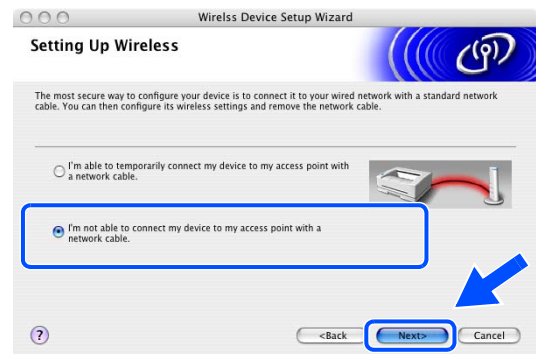 Wirelss Device Setup Wizard
Setting Up Wireless
The most secure way to configure your device is to connect it to your wired network with a standard network
cable. You can then configure its wireless settings and remove the network cable.
I'm able to temporarily connect my device to my access point with
a network cable.
I'm not able to connect my device to my access point with a
network cable.
?
<Back
Next>
Cancel